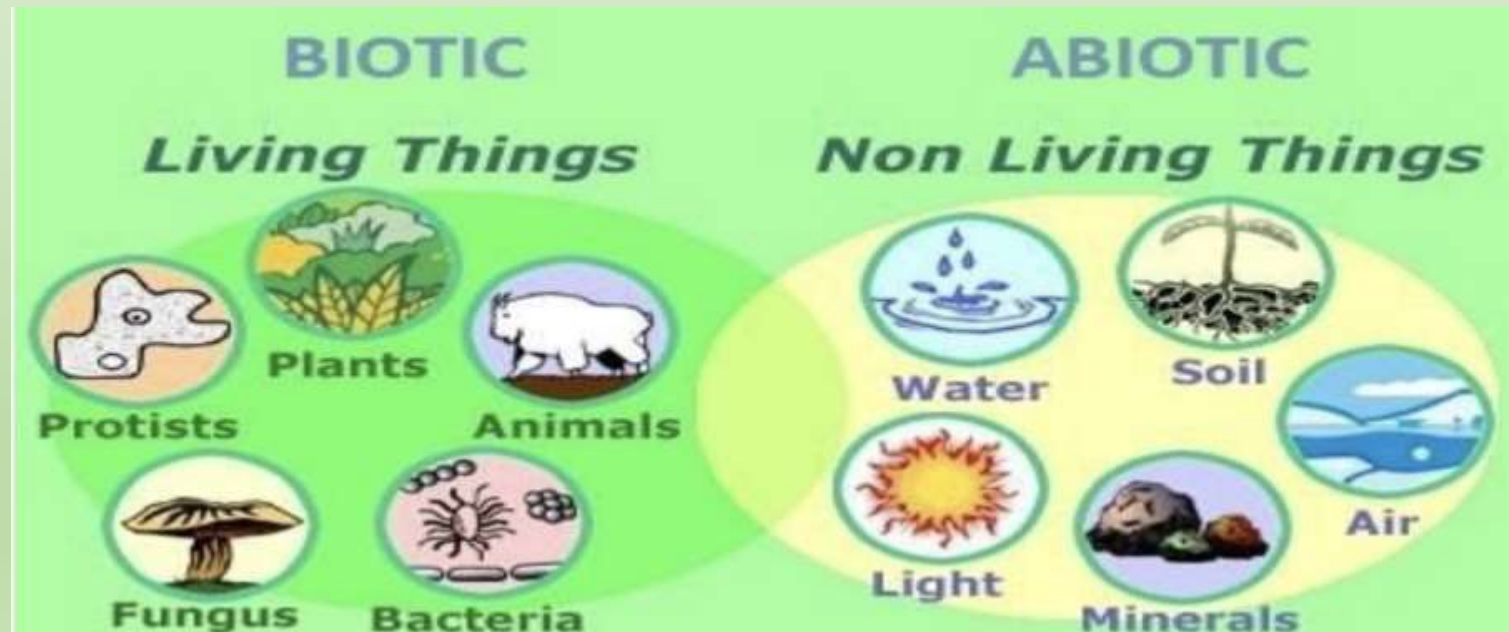 BIOTIC
Living Things
Plants
Protists
Animals
Fungus
Bacteria
ABIOTIC
Non Living Things
Water
Soil
Air
Light
Minerals